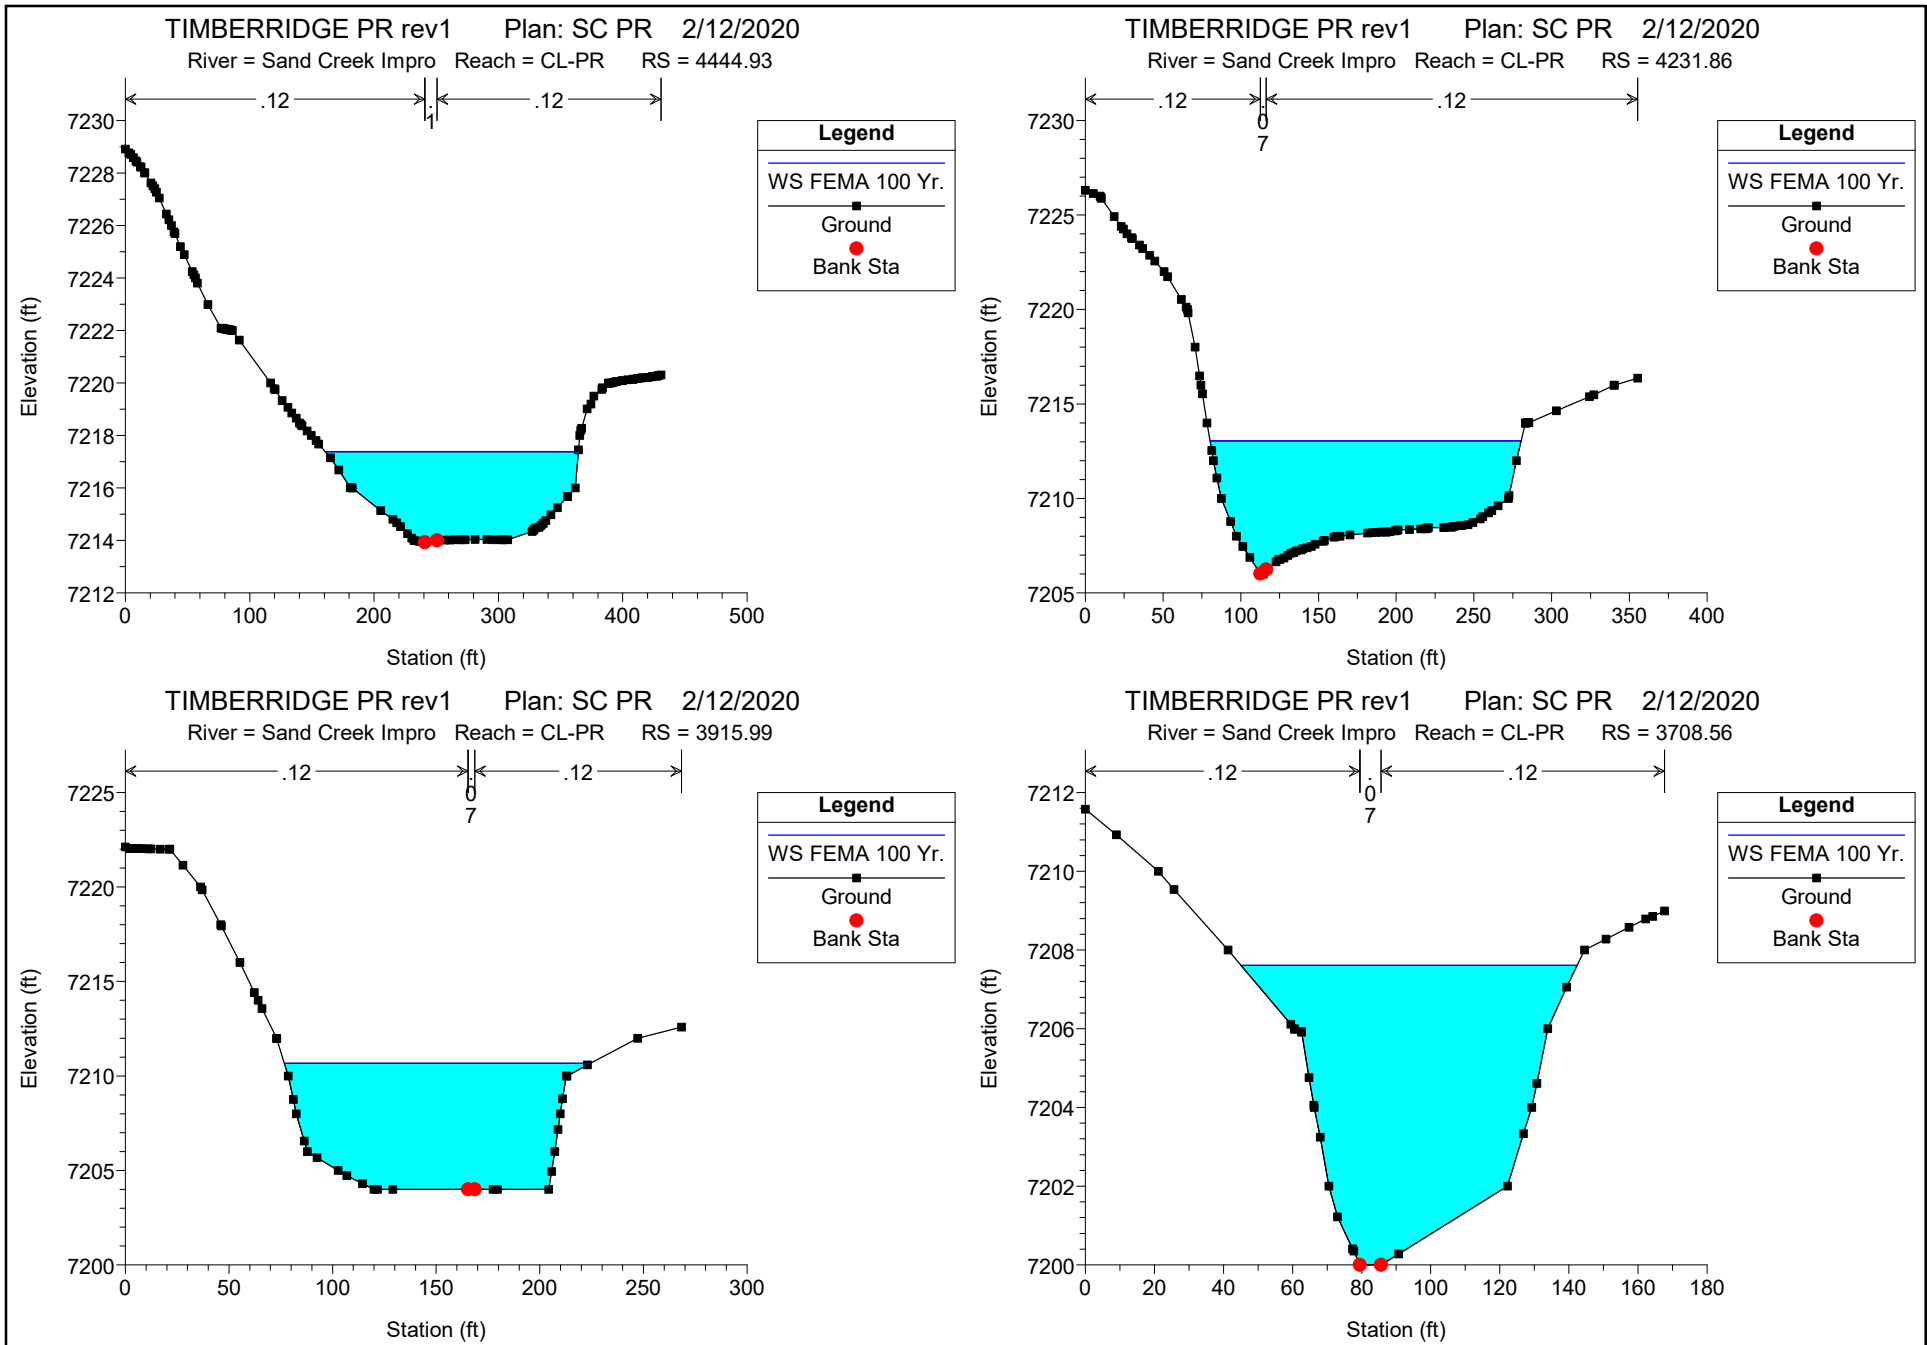 TIMBERRIDGE PR rev1 Plan: SC PR 2/12/2020
River = Sand Creek Impro Reach = CL-PR RS = 4444.93
.12 .1 .12
7230
7228
7226
7224
7222
7220
7218
7216
7214
7212
Elevation (ft)
0 100 200 300 400 500
Station (ft)
Legend
WS FEMA 100 Yr.
Ground
Bank Sta
TIMBERRIDGE PR rev1 Plan: SC PR 2/12/2020
River = Sand Creek Impro Reach = CL-PR RS = 4231.86
.12 .07 .12
7230
7225
7220
7215
7210
7205
Elevation (ft)
0 50 100 150 200 250 300 350 400
Station (ft)
Legend
WS FEMA 100 Yr.
Ground
Bank Sta
TIMBERRIDGE PR rev1 Plan: SC PR 2/12/2020
River = Sand Creek Impro Reach = CL-PR RS = 3915.99
.12 .07 .12
7225
7220
7215
7210
7205
7200
Elevation (ft)
0 50 100 150 200 250 300
Station (ft)
Legend
WS FEMA 100 Yr.
Ground
Bank Sta
TIMBERRIDGE PR rev1 Plan: SC PR 2/12/2020
River = Sand Creek Impro Reach = CL-PR RS = 3708.56
.12 .07 .12
7212
7210
7208
7206
7204
7202
7200
Elevation (ft)
0 20 40 60 80 100 120 140 160 180
Station (ft)
Legend
WS FEMA 100 Yr.
Ground
Bank Sta